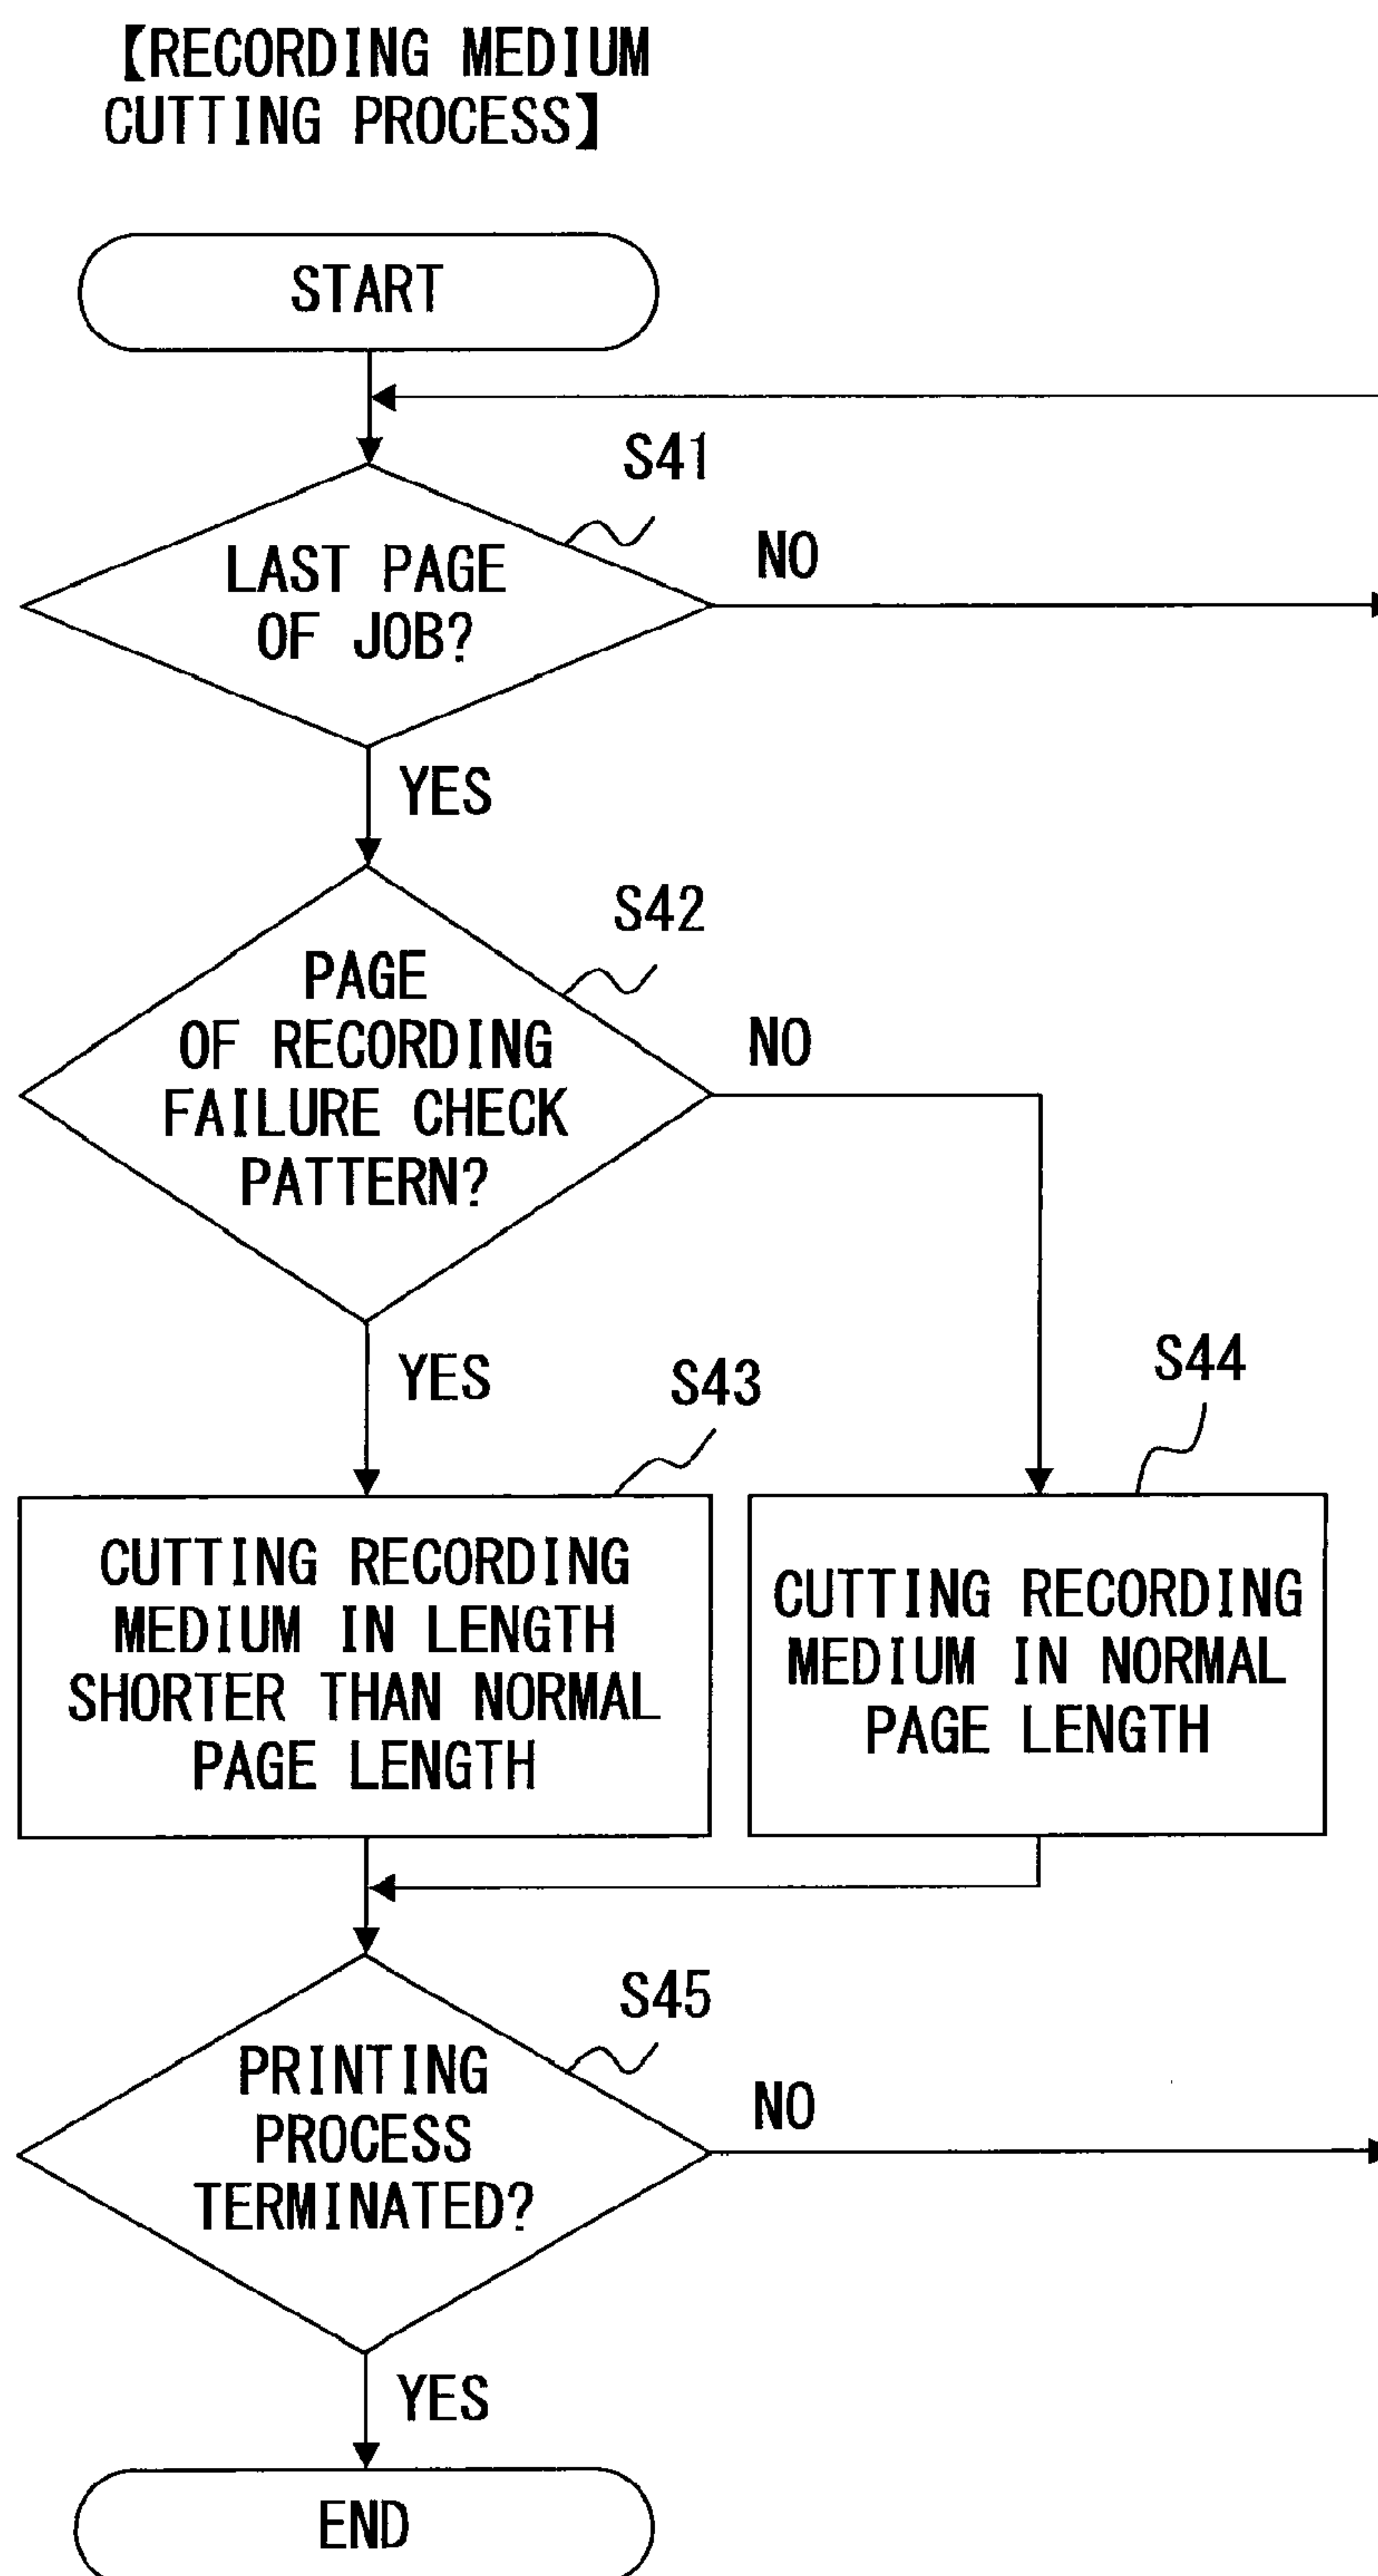 【RECORDING MEDIUM
CUTTING PROCESS】
START
S41
LAST PAGE
OF JOB?
NO
YES
S42
PAGE
OF RECORDING
FAILURE CHECK
PATTERN?
NO
YES
S43
S44
CUTTING RECORDING
MEDIUM IN LENGTH
SHORTER THAN NORMAL
PAGE LENGTH
CUTTING RECORDING
MEDIUM IN NORMAL
PAGE LENGTH
S45
PRINTING
PROCESS
TERMINATED?
NO
YES
END